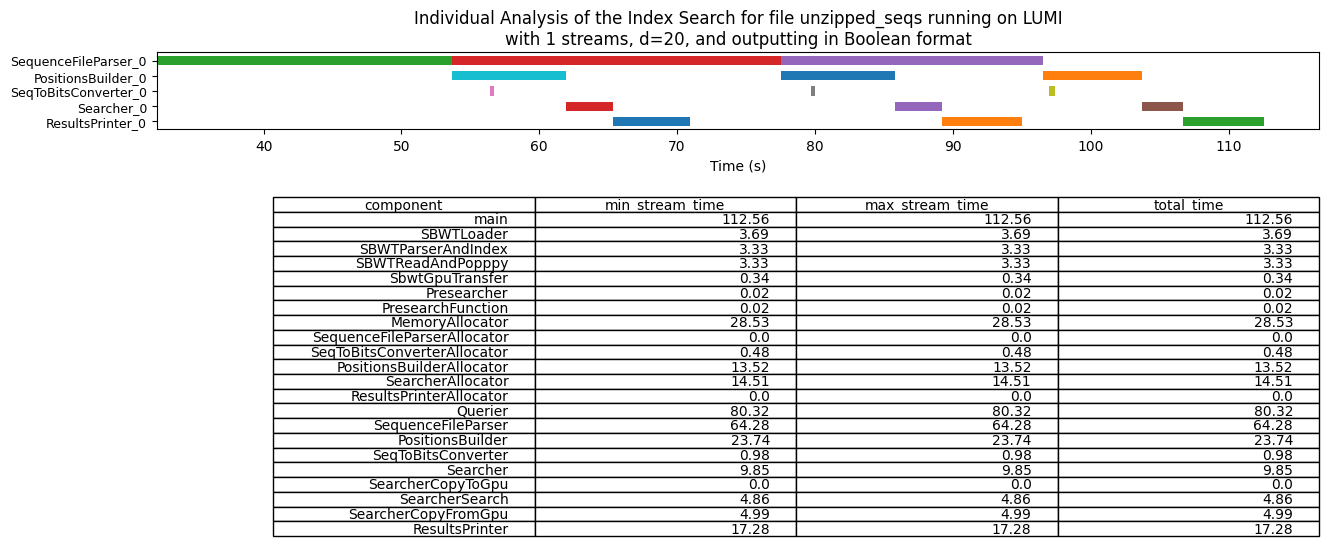 Individual Analysis of the Index Search for file unzipped_seqs running on LUMI
with 1 streams, d=20, and outputting in Boolean format
SequenceFileParser_0
PositionsBuilder_0
SeqToBitsConverter_0
Searcher_0
ResultsPrinter_0
40 50 60 70 80 90 100 110
Time (s)
component min_stream_time max_stream_time total_time
main 112.56 112.56 112.56
SBWTLoader 3.69 3.69 3.69
SBWTParserAndIndex 3.33 3.33 3.33
SBWTReadAndPopppy 3.33 3.33 3.33
SbwtGpuTransfer 0.34 0.34 0.34
Presearcher 0.02 0.02 0.02
PresearchFunction 0.02 0.02 0.02
MemoryAllocator 28.53 28.53 28.53
SequenceFileParserAllocator 0.0 0.0 0.0
SeqToBitsConverterAllocator 0.48 0.48 0.48
PositionsBuilderAllocator 13.52 13.52 13.52
SearcherAllocator 14.51 14.51 14.51
ResultsPrinterAllocator 0.0 0.0 0.0
Querier 80.32 80.32 80.32
SequenceFileParser 64.28 64.28 64.28
PositionsBuilder 23.74 23.74 23.74
SeqToBitsConverter 0.98 0.98 0.98
Searcher 9.85 9.85 9.85
SearcherCopyToGpu 0.0 0.0 0.0
SearcherSearch 4.86 4.86 4.86
SearcherCopyFromGpu 4.99 4.99 4.99
ResultsPrinter 17.28 17.28 17.28